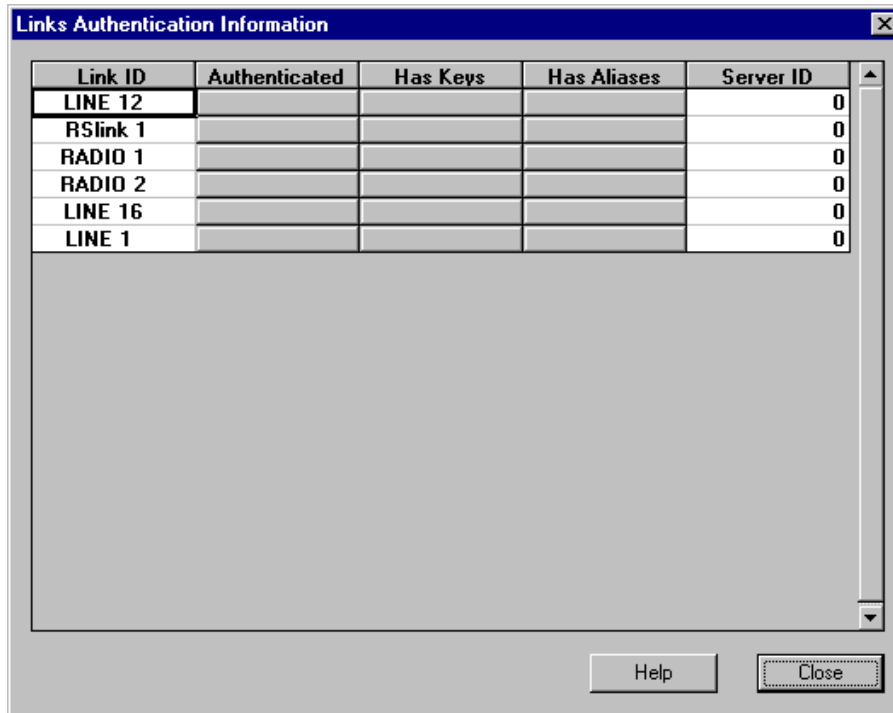 Links Authentication Information
Link ID Authenticated Has Keys Has Aliases Server ID
LINE 12 0
RSlink 1 0
RADIO 1 0
RADIO 2 0
LINE 16 0
LINE 1 0
Help Close